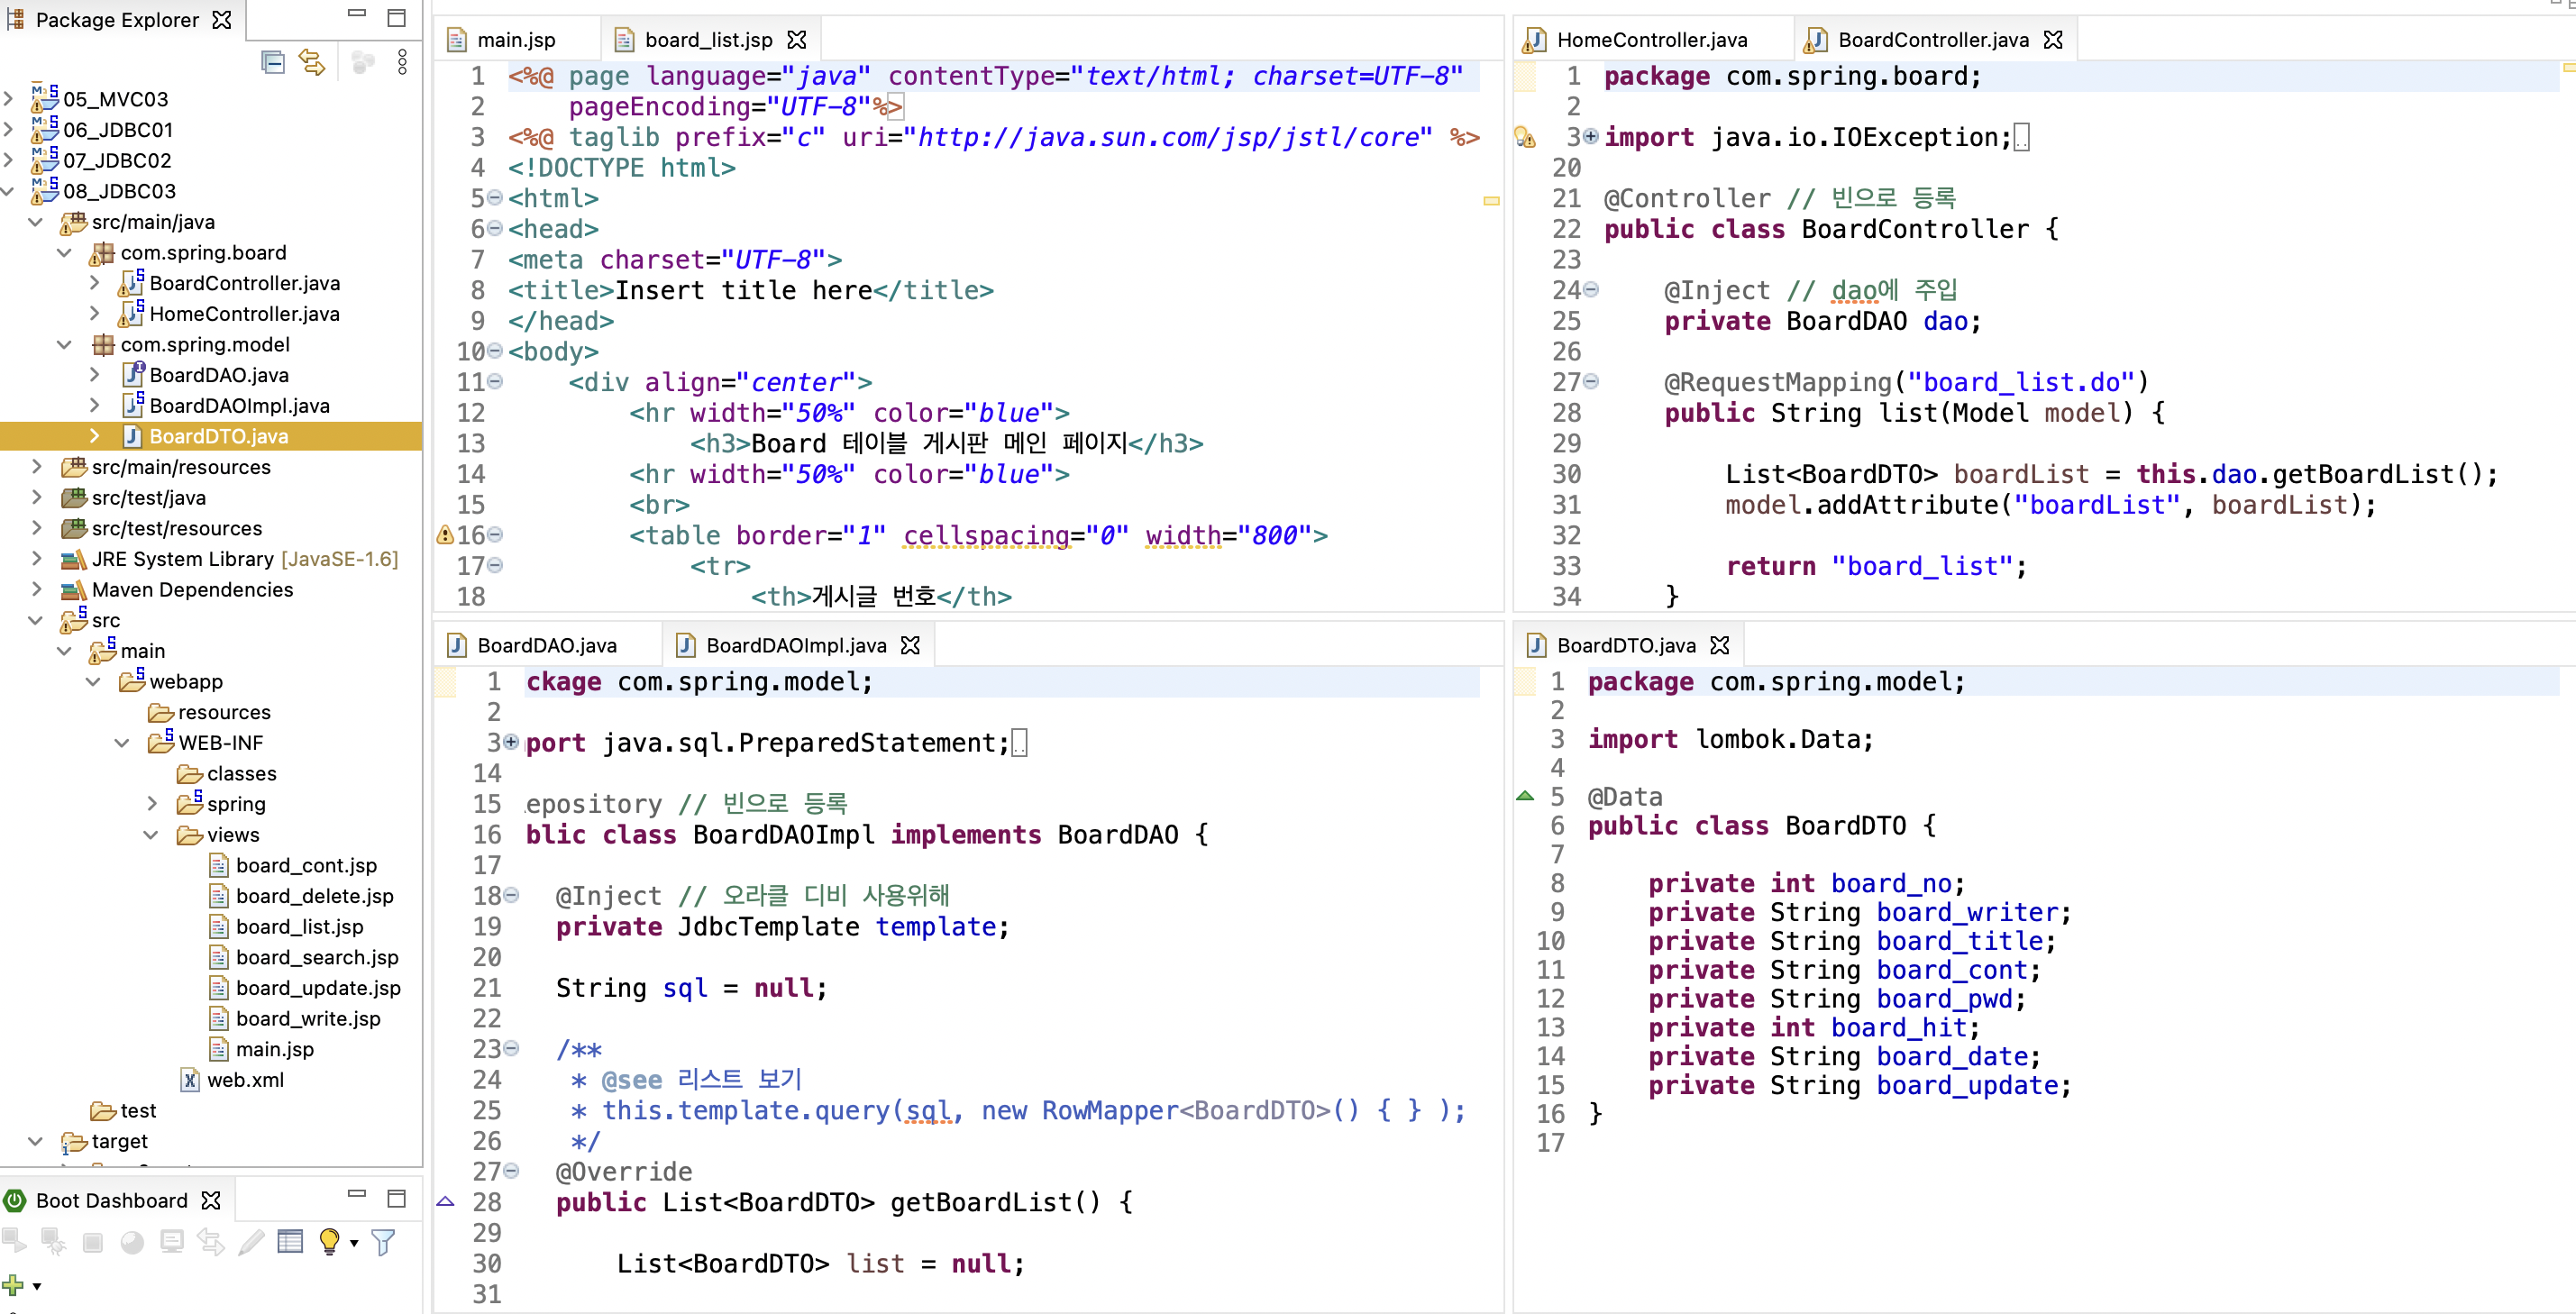 Package Explorer
05_MVC03
06_JDBC01
07_JDBC02
08_JDBC03
src/main/java
com.spring.board
BoardController.java
HomeController.java
com.spring.model
BoardDAO.java
BoardDAOImpl.java
BoardDTO.java
src/main/resources
src/test/java
src/test/resources
JRE System Library [JavaSE-1.6]
Maven Dependencies
src
main
webapp
resources
WEB-INF
classes
spring
views
board_cont.jsp
board_delete.jsp
board_list.jsp
board_search.jsp
board_update.jsp
board_write.jsp
main.jsp
web.xml
test
target
Boot Dashboard
main.jsp board_list.jsp
1 <%@ page language="java" contentType="text/html; charset=UTF-8"
2 pageEncoding="UTF-8"%>
3 <%@ taglib prefix="c" uri="http://java.sun.com/jsp/jstl/core" %>
4 <!DOCTYPE html>
5 <html>
6 <head>
7 <meta charset="UTF-8">
8 <title>Insert title here</title>
9 </head>
10 <body>
11 <div align="center">
12 <hr width="50%" color="blue">
13 <h3>Board 테이블 게시판 메인 페이지</h3>
14 <hr width="50%" color="blue">
15 <br>
16 <table border="1" cellspacing="0" width="800">
17 <tr>
18 <th>게시글 번호</th>
HomeController.java BoardController.java
1 package com.spring.board;
2
3 import java.io.IOException;
20
21 @Controller // 빈으로 등록
22 public class BoardController {
23
24 @Inject // dao에 주입
25 private BoardDAO dao;
26
27 @RequestMapping("board_list.do")
28 public String list(Model model) {
29
30 List<BoardDTO> boardList = this.dao.getBoardList();
31 model.addAttribute("boardList", boardList);
32
33 return "board_list";
34 }
BoardDAO.java BoardDAOImpl.java
1 ckage com.spring.model;
2
3 port java.sql.PreparedStatement;
14
15 epository // 빈으로 등록
16 blic class BoardDAOImpl implements BoardDAO {
17
18 @Inject // 오라클 디비 사용위해
19 private JdbcTemplate template;
20
21 String sql = null;
22
23 /**
24 * @see 리스트 보기
25 * this.template.query(sql, new RowMapper<BoardDTO>() { } );
26 */
27 @Override
28 public List<BoardDTO> getBoardList() {
29
30 List<BoardDTO> list = null;
31
BoardDTO.java
1 package com.spring.model;
2
3 import lombok.Data;
4
5 @Data
6 public class BoardDTO {
7
8 private int board_no;
9 private String board_writer;
10 private String board_title;
11 private String board_cont;
12 private String board_pwd;
13 private int board_hit;
14 private String board_date;
15 private String board_update;
16 }
17